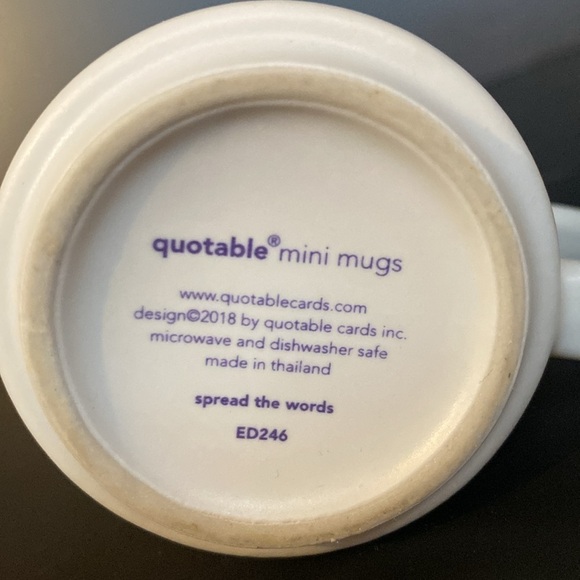 quotable® mini mugs
www.quotablecards.com
design©2018 by quotable cards inc.
microwave and dishwasher safe
made in thailand
spread the words
ED246